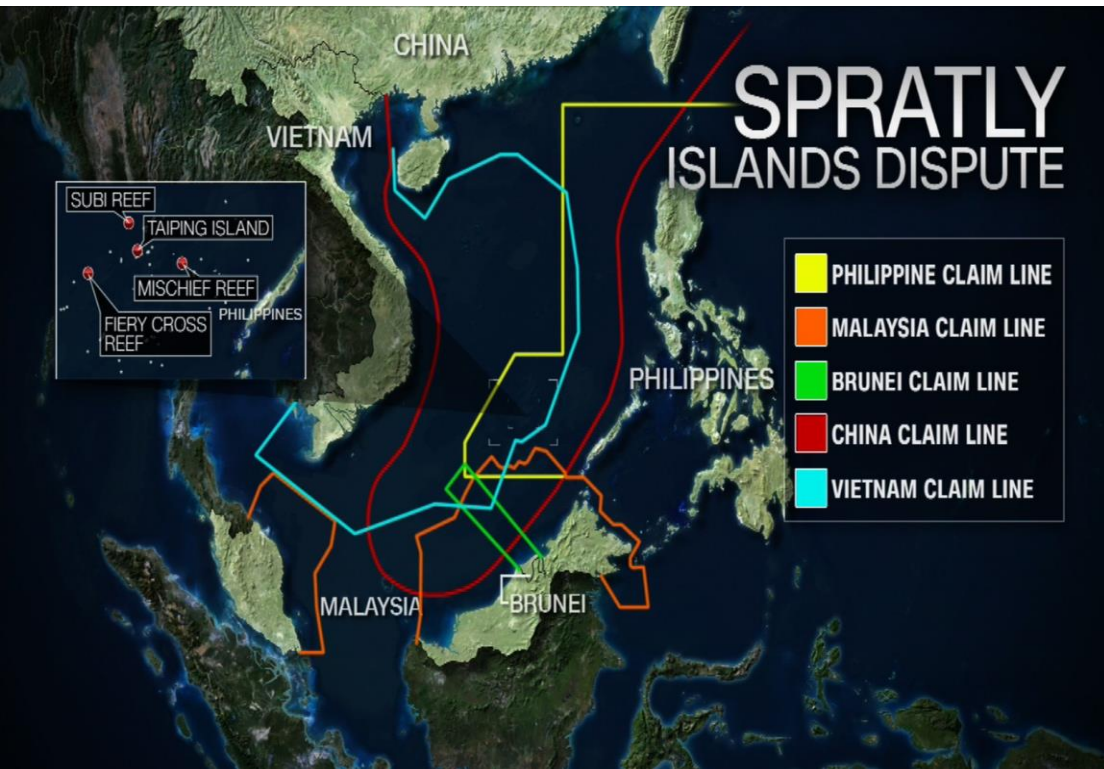 CHINA
SPRATLY
ISLANDS DISPUTE
VIETNAM
SUBI REEF
TAIPING ISLAND
MISCHIEF REEF
PHILIPPINES
FIERY CROSS
REEF
PHILIPPINES
PHILIPPINE CLAIM LINE
MALAYSIA CLAIM LINE
BRUNEI CLAIM LINE
CHINA CLAIM LINE
VIETNAM CLAIM LINE
MALAYSIA
BRUNEI